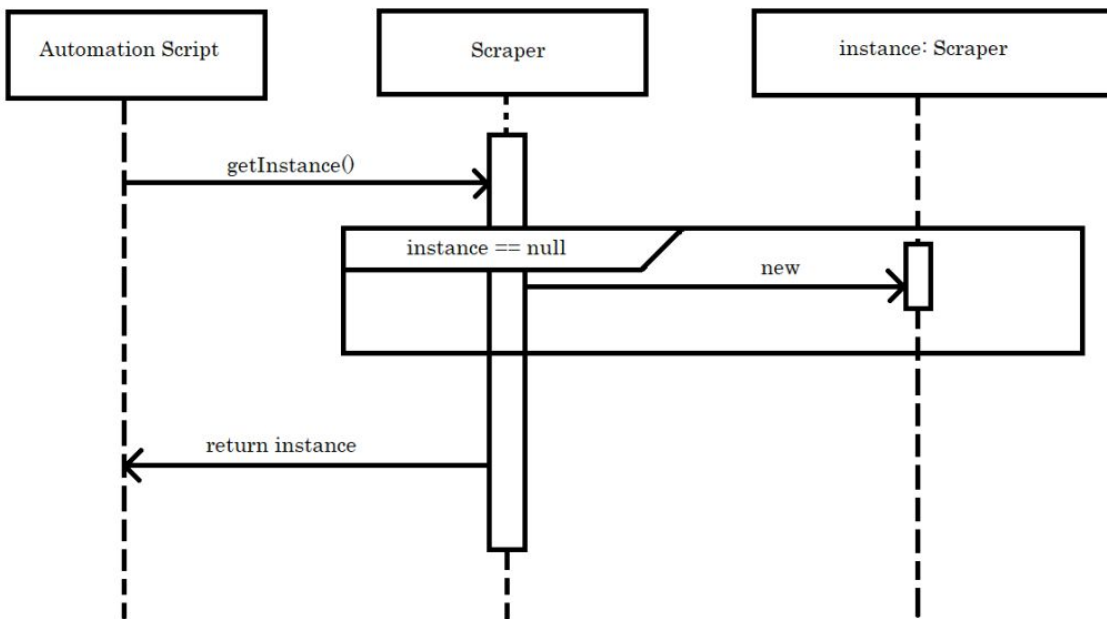 Automation Script
Scraper
instance: Scraper
getInstance()
instance == null
new
return instance